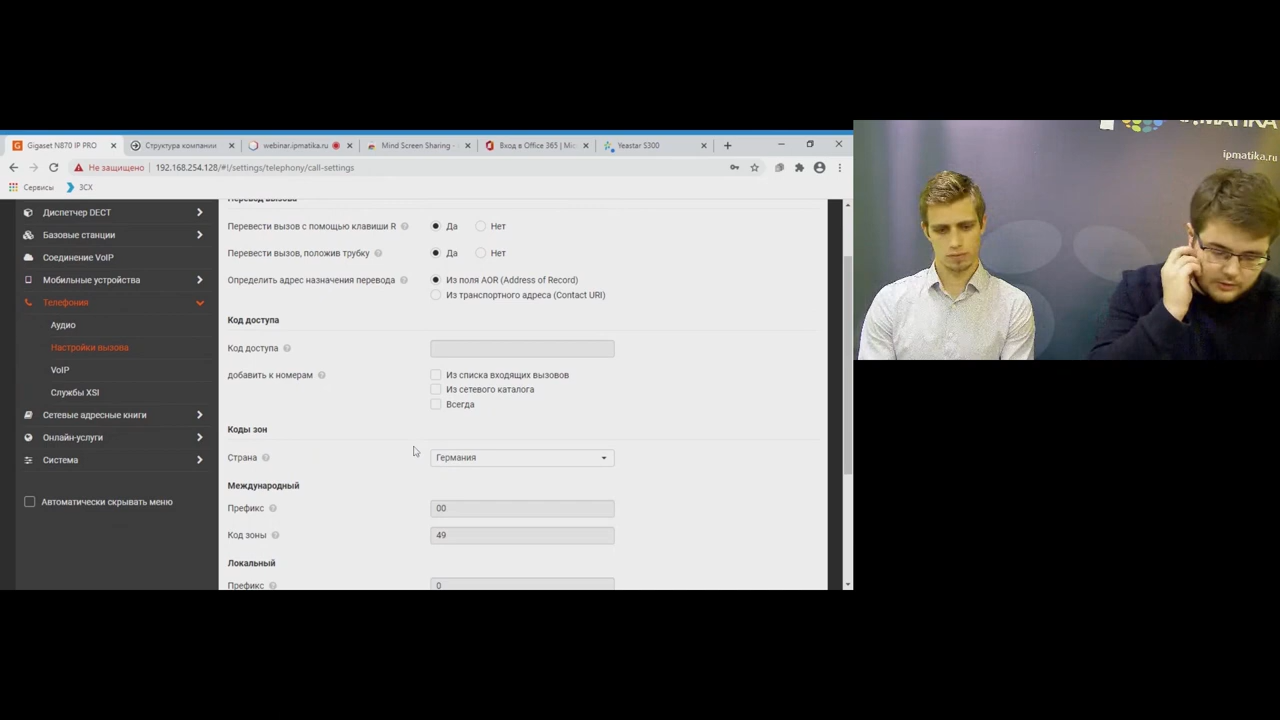 Gigaset N870 IP PRO
Структура компании
webinar.ipmatika.ru
Mind Screen Sharing -
Вход в Office 365 | Mic
Yeastar S300
Не защищено
192.168.254.128/#!/settings/telephony/call-settings
Сервисы
3CX
Диспетчер DECT
Базовые станции
Соединение VoIP
Мобильные устройства
Телефония
Аудио
Настройки вызова
VoIP
Службы XSI
Сетевые адресные книги
Онлайн-услуги
Система
Автоматически скрывать меню
Перевод вызова
Перевести вызов с помощью клавиши R ? Да Нет
Перевести вызов, положив трубку ? Да Нет
Определить адрес назначения перевода ? Из поля AOR (Address of Record)
Из транспортного адреса (Contact URI)
Код доступа
Код доступа ?
добавить к номерам ? Из списка входящих вызовов
Из сетевого каталога
Всегда
Коды зон
Страна ? Германия
Международный
Префикс ? 00
Код зоны ? 49
Локальный
Префикс ? 0
ipmatika.ru